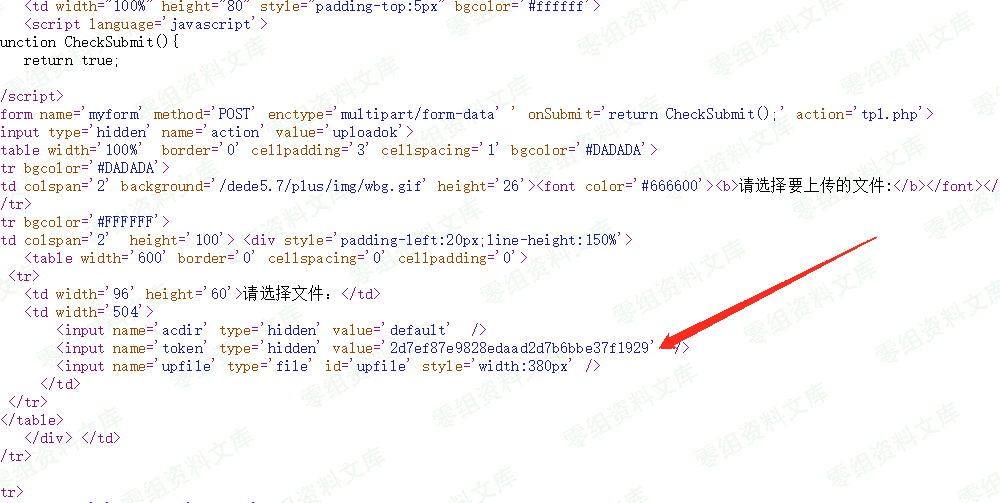 <td width="100%" height="80" style="padding-top:5px" bgcolor='#ffffff'>
<script language='javascript'>
unction CheckSubmit(){
return true;
/script>
form name='myform' method='POST' enctype='multipart/form-data' ' onSubmit='return CheckSubmit();' action='tpl.php'>
input type='hidden' name='action' value='uploadok'>
table width='100%' border='0' cellpadding='3' cellspacing='1' bgcolor='#DADADA'>
tr bgcolor='#DADADA'>
td colspan='2' background='/dede5.7/plus/img/wbg.gif' height='26'><font color='#666600'><b>请选择要上传的文件:</b></font></
/tr>
tr bgcolor='#FFFFFF'>
td colspan='2' height='100'> <div style='padding-left:20px;line-height:150%'>
<table width='600' border='0' cellspacing='0' cellpadding='0'>
<tr>
<td width='96' height='60'>请选择文件：</td>
<td width='504'>
<input name='acdir' type='hidden' value='default' />
<input name='token' type='hidden' value='2d7ef87e9828edaad2d7b6bbe37f1929' />
<input name='upfile' type='file' id='upfile' style='width:380px' />
</td>
</tr>
</table>
</div> </td>
/tr>
tr>
零组资料文库